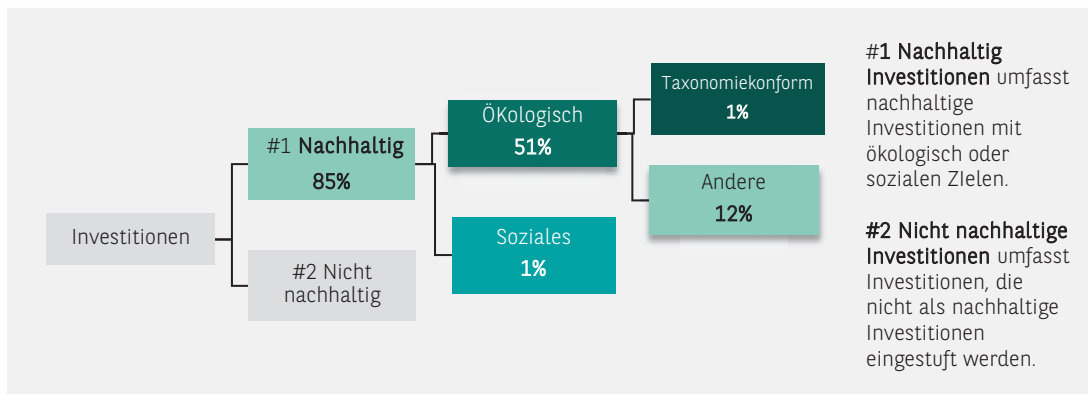 Investitionen
#1 Nachhaltig
85%
#2 Nicht
nachhaltig
ÖKologisch
51%
Soziales
1%
Taxonomiekonform
1%
Andere
12%
#1 Nachhaltig
Investitionen umfasst
nachhaltige
Investitionen mit
ökologisch oder
sozialen ZIelen.
#2 Nicht nachhaltige
Investitionen umfasst
Investitionen, die
nicht als nachhaltige
Investitionen
eingestuft werden.